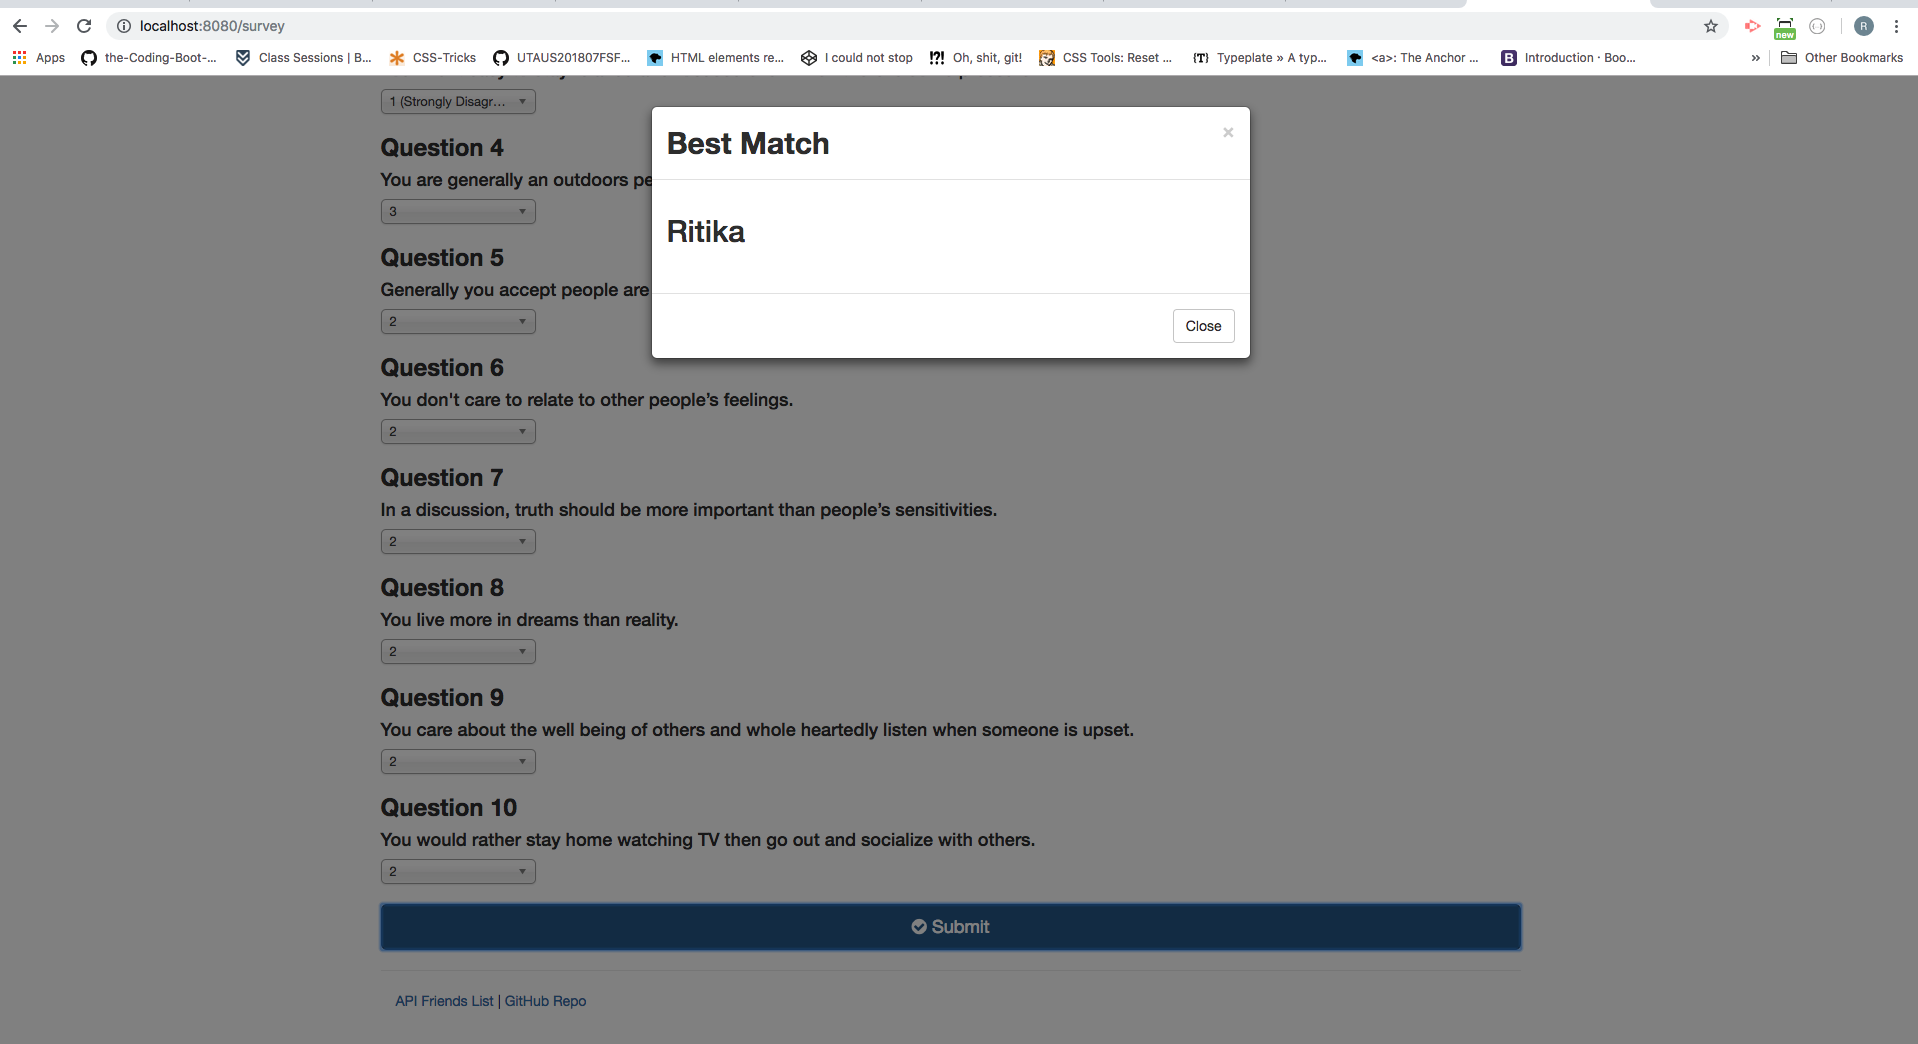 localhost:8080/survey
new
R
Apps
the-Coding-Boot-...
Class Sessions | B...
CSS-Tricks
UTAUS201807FSF...
HTML elements re...
I could not stop
Oh, shit, git!
CSS Tools: Reset ...
{T} Typeplate » A typ...
<a>: The Anchor ...
B Introduction · Boo...
»
Other Bookmarks
1 (Strongly Disagr...
Best Match
×
Ritika
Close
Question 4
You are generally an outdoors pe
3
Question 5
Generally you accept people are
2
Question 6
You don't care to relate to other people’s feelings.
2
Question 7
In a discussion, truth should be more important than people’s sensitivities.
2
Question 8
You live more in dreams than reality.
2
Question 9
You care about the well being of others and whole heartedly listen when someone is upset.
2
Question 10
You would rather stay home watching TV then go out and socialize with others.
2
Submit
API Friends List | GitHub Repo